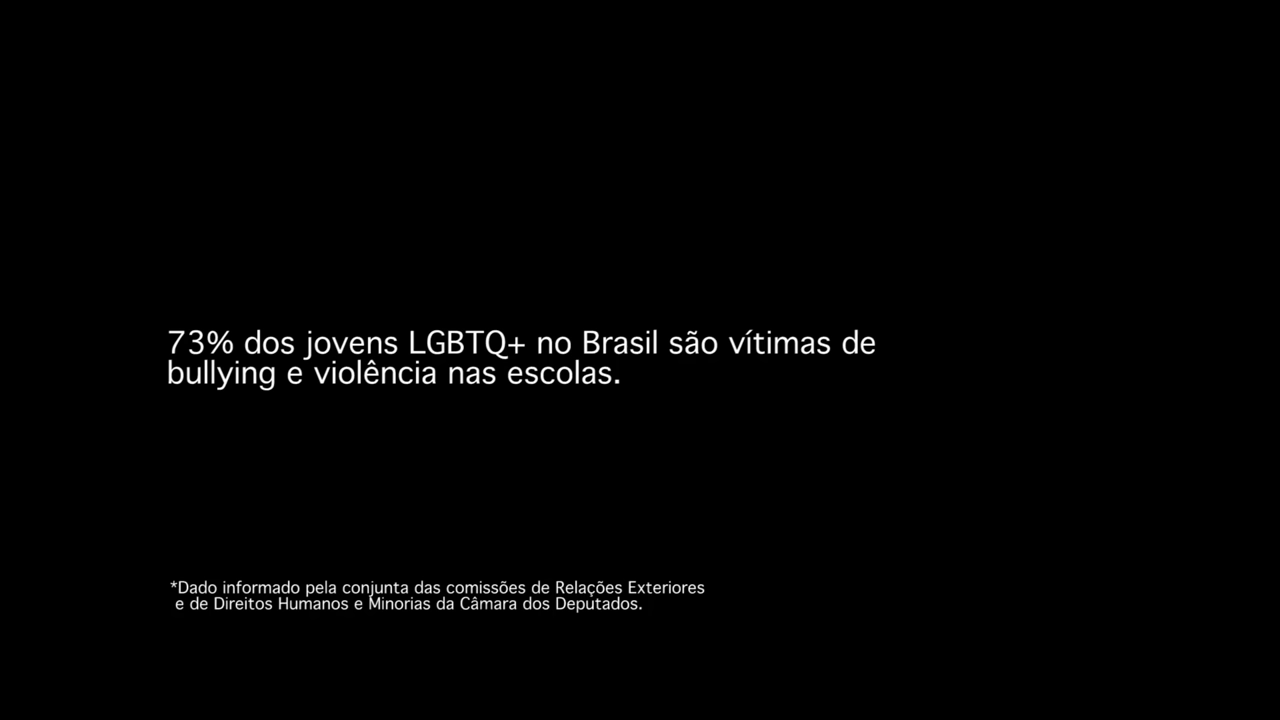 73% dos jovens LGBTQ+ no Brasil são vítimas de
bullying e violência nas escolas.
*Dado informado pela conjunta das comissões de Relações Exteriores
e de Direitos Humanos e Minorias da Câmara dos Deputados.